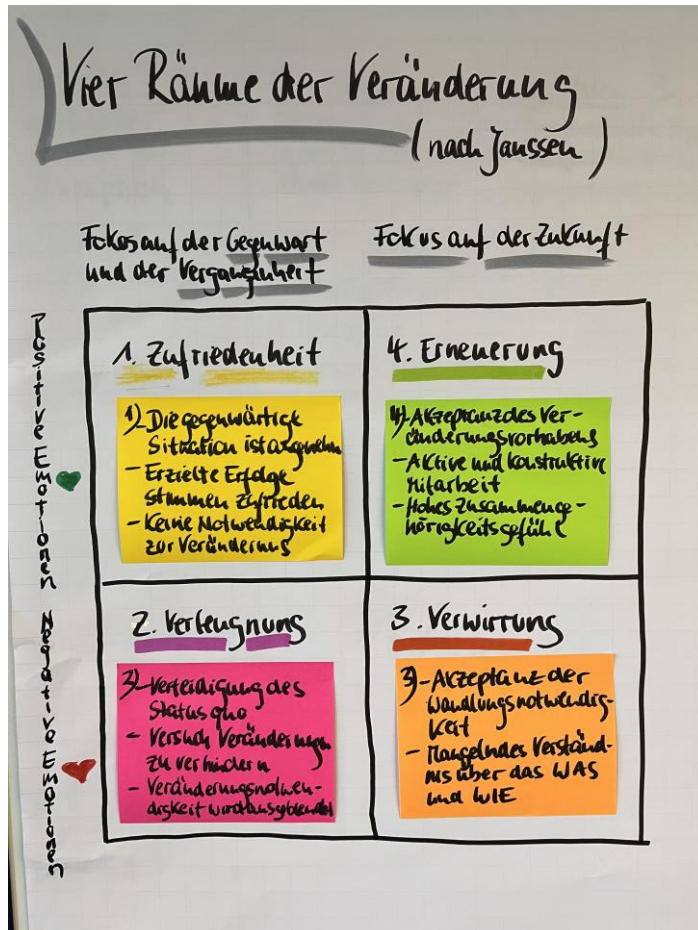 Vier Räume der Veränderung
(nach Janssen)
Fokus auf der Gegenwart
und der Vergangenheit
Fokus auf der Zukunft
Positive Emotionen
Negative Emotionen
1. Zufriedenheit
1) - Die gegenwärtige
Situation ist angenehm
- Erzielte Erfolge
stimmen zufrieden
- Keine Notwendigkeit
zur Veränderung
4. Erneuerung
4) - Akzeptanz des Ver-
änderungsvorhabens
- Aktive und konstruktive
Mitarbeit
- Hohes Zusammenge-
hörigkeitsgefühl
2. Verleugnung
3) - Verteidigung des
Status quo
- Versuch Veränderungen
zu verhindern
- Veränderungsnotwen-
digkeit wird ausgeblendet
3. Verwirrung
3) - Akzeptanz der
Wandlungsnotwendig-
keit
- Mangelndes Verständ-
nis über das WAS
und WIE